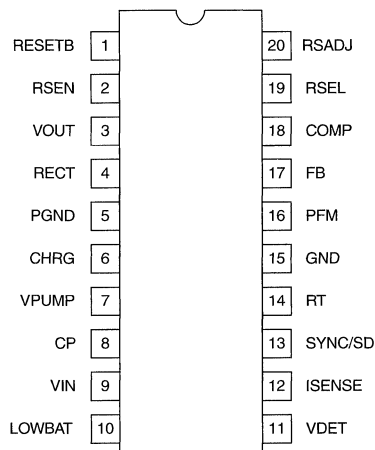 RESETB 1 20 RSADJ
RSEN 2 19 RSEL
VOUT 3 18 COMP
RECT 4 17 FB
PGND 5 16 PFM
CHRG 6 15 GND
VPUMP 7 14 RT
CP 8 13 SYNC/SD
VIN 9 12 ISENSE
LOWBAT 10 11 VDET